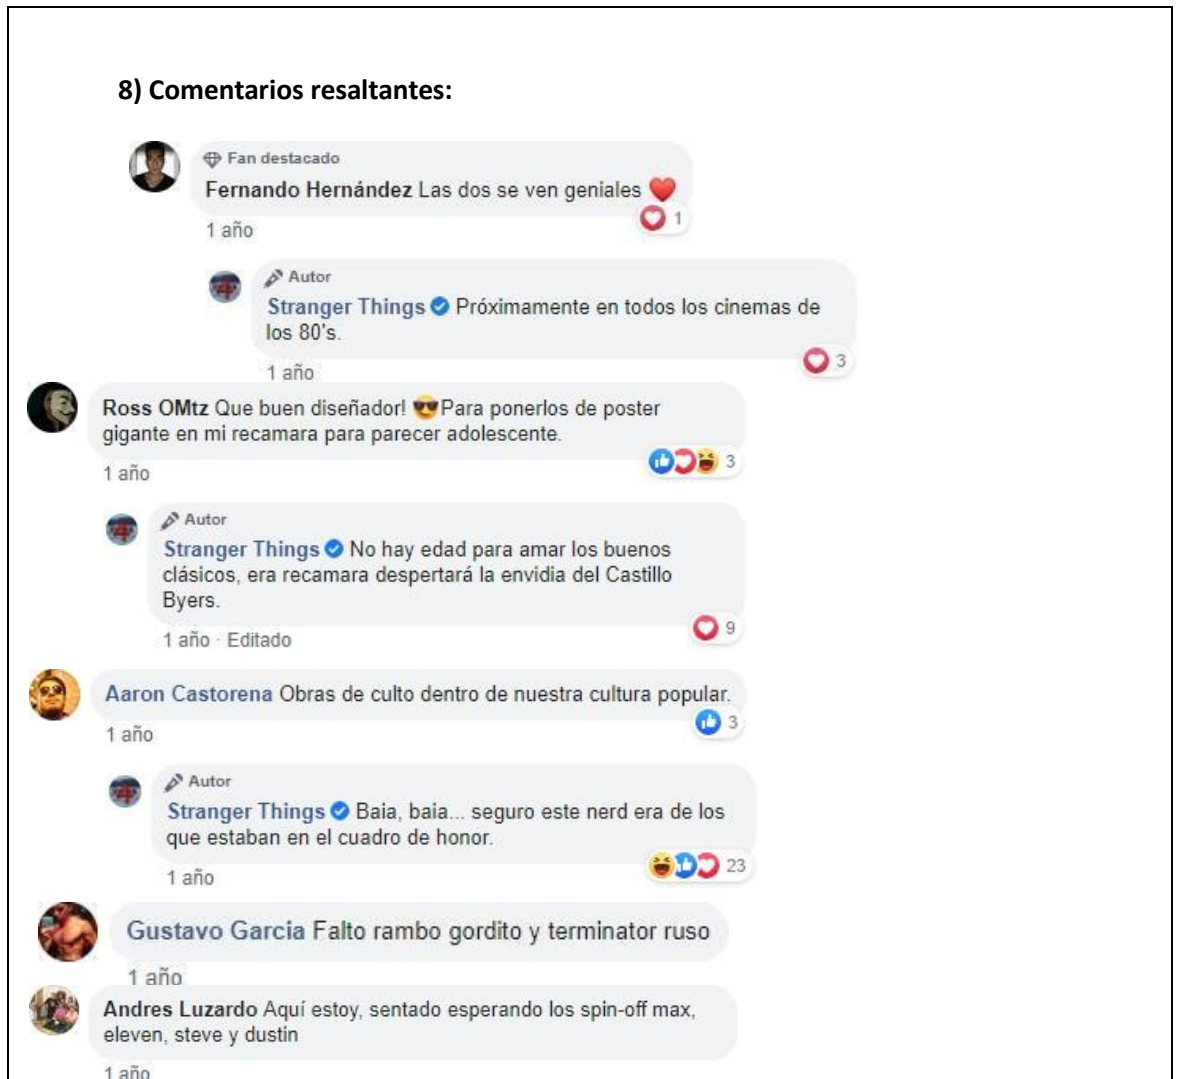 8) Comentarios resaltantes:
Fan destacado
Fernando Hernández Las dos se ven geniales ❤️
1
1 año
Autor
Stranger Things Próximamente en todos los cinemas de
los 80's.
3
1 año
Ross OMtz Que buen diseñador! 😎Para ponerlos de poster
gigante en mi recamara para parecer adolescente.
3
1 año
Autor
Stranger Things No hay edad para amar los buenos
clásicos, era recamara despertará la envidia del Castillo
Byers.
9
1 año · Editado
Aaron Castorena Obras de culto dentro de nuestra cultura popular.
3
1 año
Autor
Stranger Things Baia, baia... seguro este nerd era de los
que estaban en el cuadro de honor.
23
1 año
Gustavo Garcia Falto rambo gordito y terminator ruso
1 año
Andres Luzardo Aquí estoy, sentado esperando los spin-off max,
eleven, steve y dustin
1 año